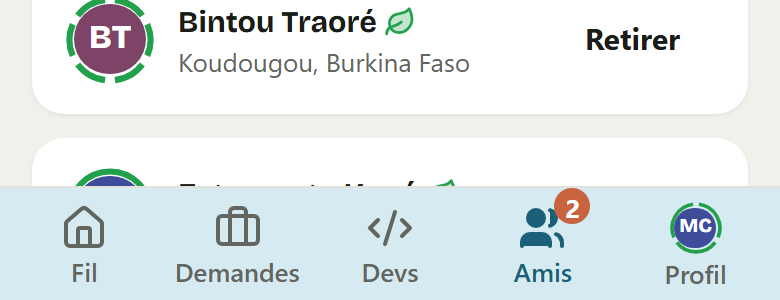 BT
Bintou Traoré
Koudougou, Burkina Faso
Retirer
2
Fil
Demandes
Devs
Amis
MC
Profil